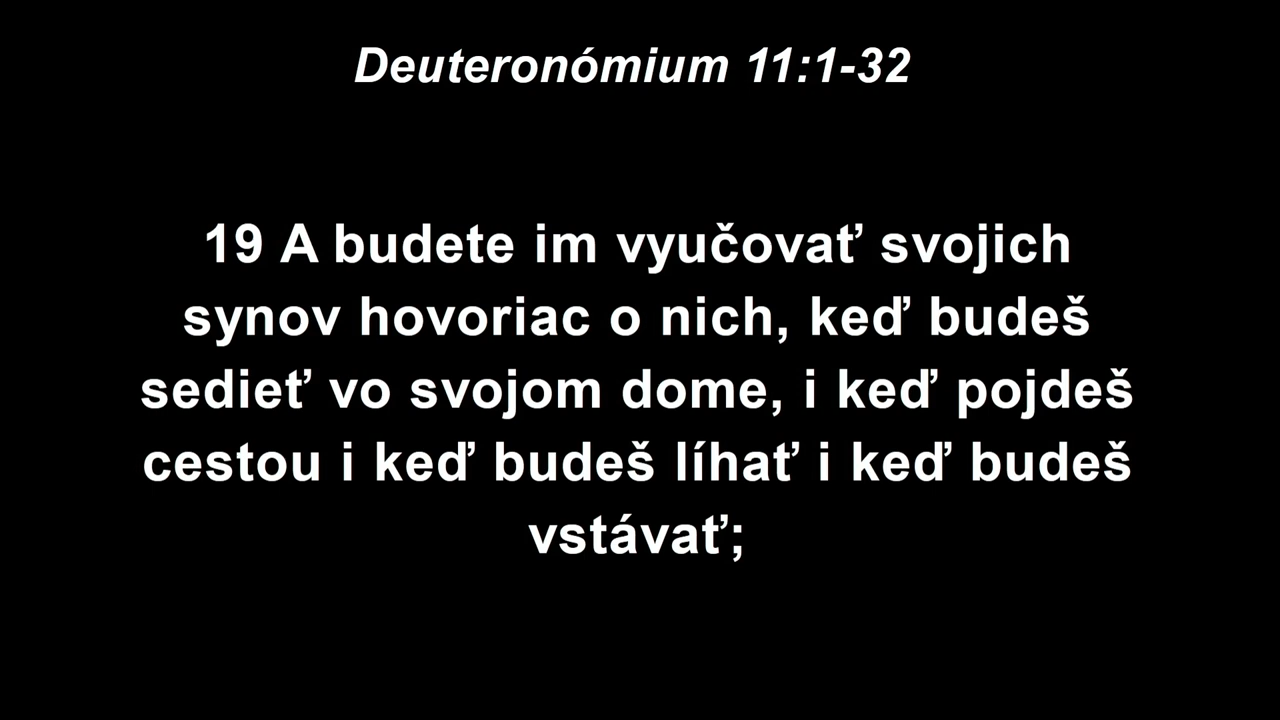 Deuteronómium 11:1-32
19 A budete im vyučovať svojich
synov hovoriac o nich, keď budeš
sedieť vo svojom dome, i keď pojdeš
cestou i keď budeš líhať i keď budeš
vstávať;